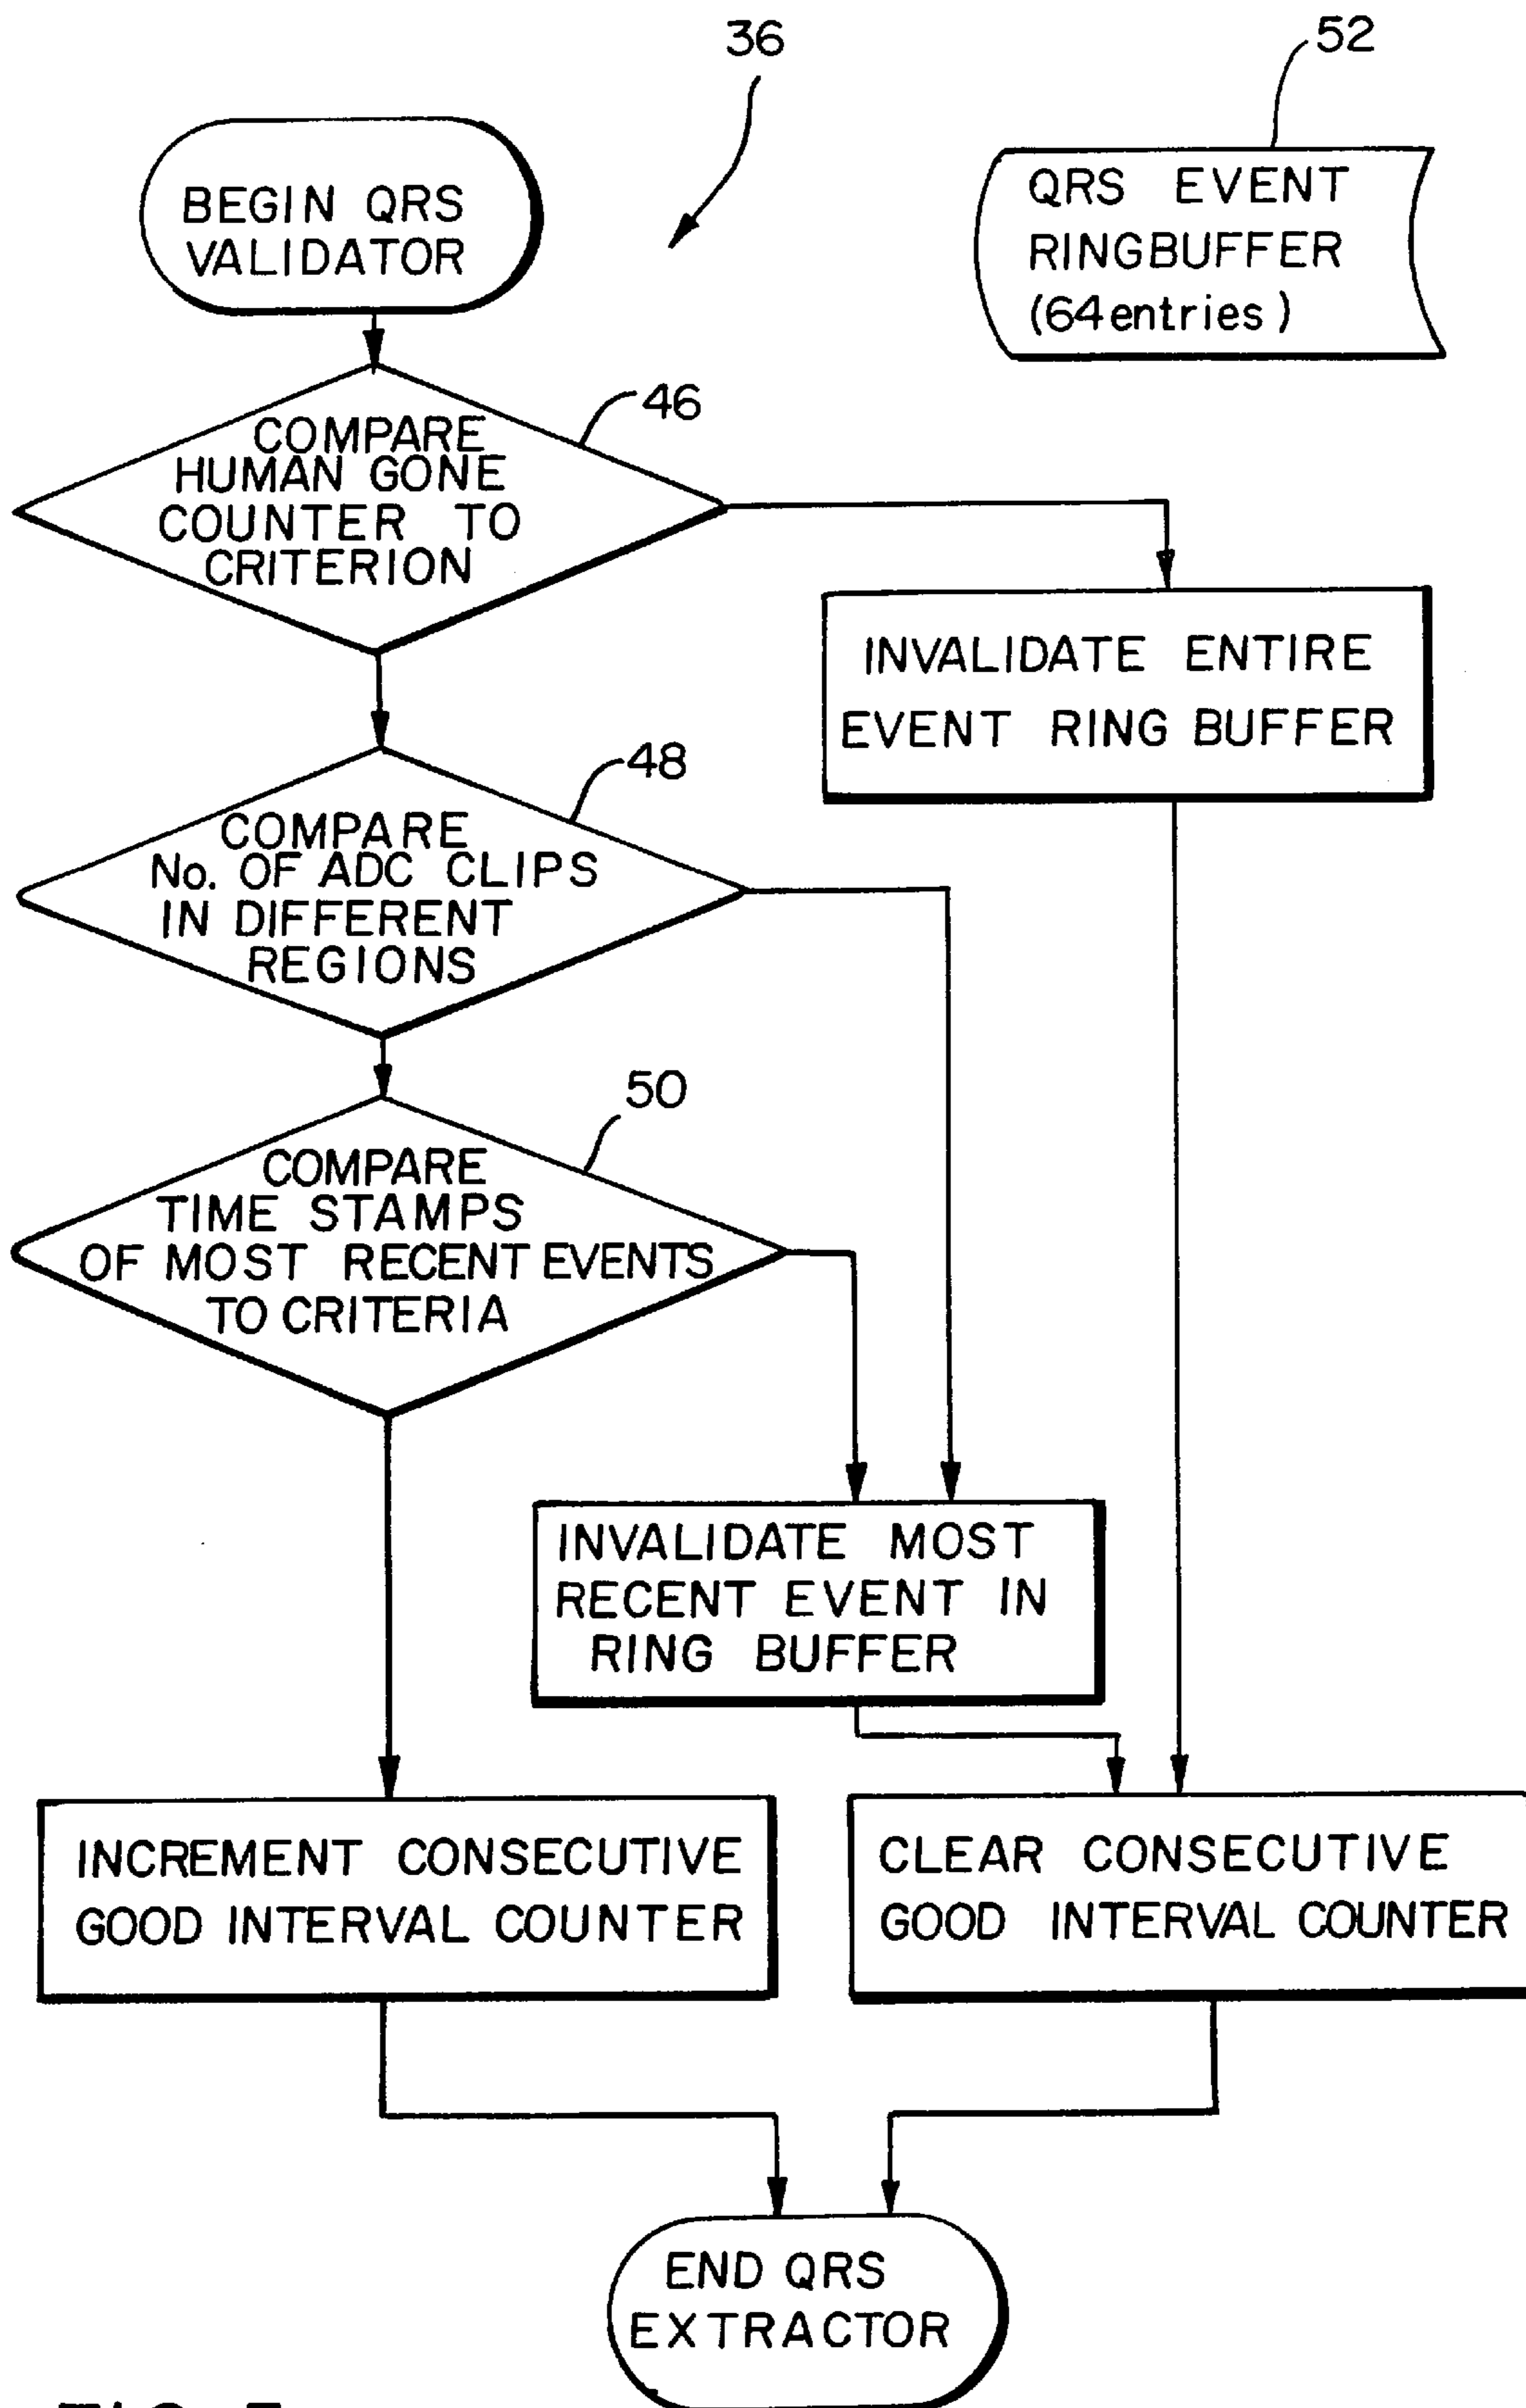 36
52
BEGIN QRS
VALIDATOR
QRS EVENT
RINGBUFFER
(64entries)
46
COMPARE
HUMAN GONE
COUNTER TO
CRITERION
INVALIDATE ENTIRE
EVENT RING BUFFER
48
COMPARE
No. OF ADC CLIPS
IN DIFFERENT
REGIONS
50
COMPARE
TIME STAMPS
OF MOST RECENT EVENTS
TO CRITERIA
INVALIDATE MOST
RECENT EVENT IN
RING BUFFER
INCREMENT CONSECUTIVE
GOOD INTERVAL COUNTER
CLEAR CONSECUTIVE
GOOD INTERVAL COUNTER
END QRS
EXTRACTOR